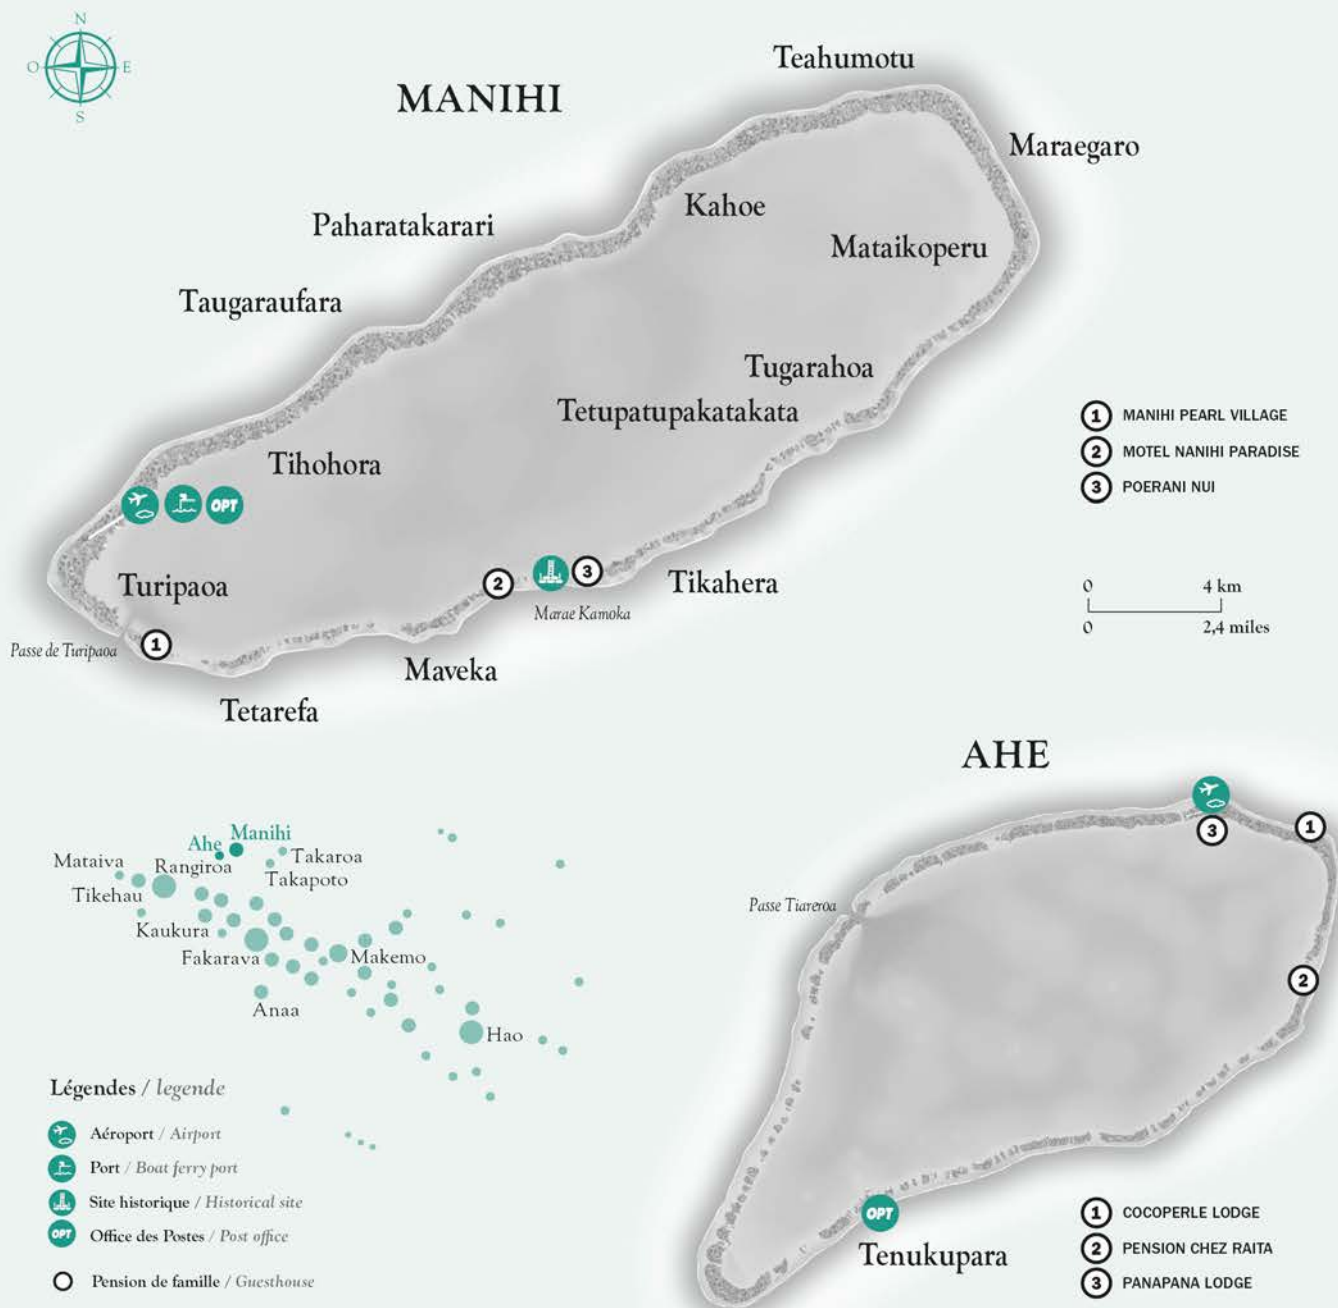 N
O
E
S
MANIHI
Teahumotu
Maraegaro
Kahoe
Paharatakarari
Mataikoperu
Taugaraufara
Tugarahoa
Tetupatupakatakata
Tihohora
OPT
1 MANIHI PEARL VILLAGE
2 MOTEL NANIHI PARADISE
3 POERANI NUI
0 4 km
0 2,4 miles
Turipaoa
2
3
Tikahera
Marae Kamoka
Passe de Turipaoa
1
Maveka
Tetarefa
AHE
3
1
Passe Tiareroa
2
OPT
Tenukupara
1 COCOPERLE LODGE
2 PENSION CHEZ RAITA
3 PANAPANA LODGE
Ahe
Manihi
Mataiva
Rangiroa
Takaroa
Tikehau
Takapoto
Kaukura
Fakarava
Makemo
Anaa
Hao
Légendes / legende
Aéroport / Airport
Port / Boat ferry port
Site historique / Historical site
OPT Office des Postes / Post office
Pension de famille / Guesthouse